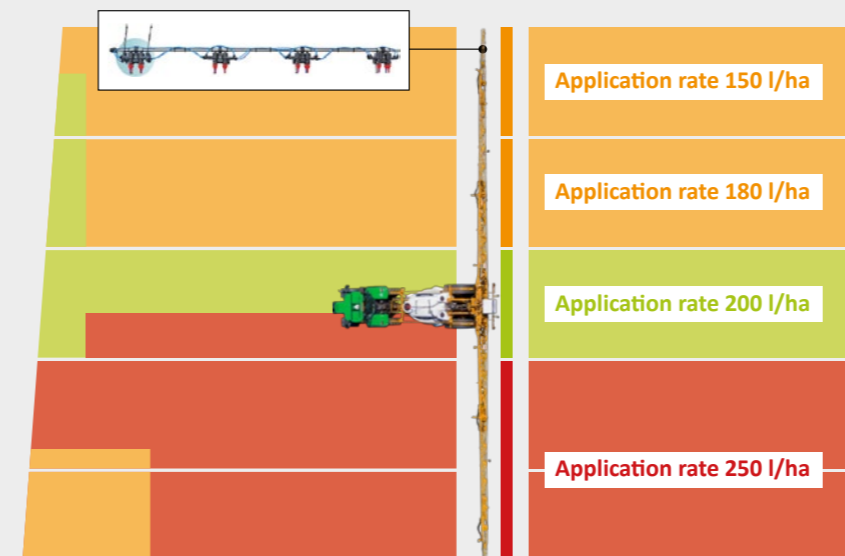 Application rate 150 l/ha
Application rate 180 l/ha
Application rate 200 l/ha
Application rate 250 l/ha